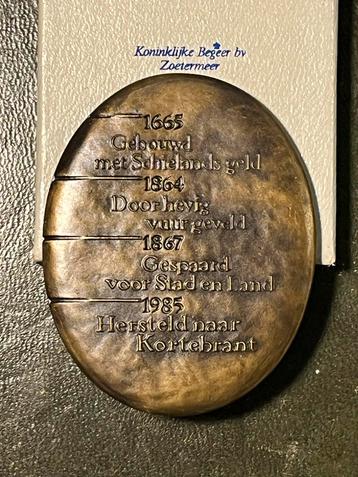 Koninklijke Begeer bv
Zoetermeer
1665
Gebouwd
met Schielands geld
1864
Door hevig
vuur geveld
1867
Gespaard
voor Stad en Land
1985
Hersteld naar
Kortebrant